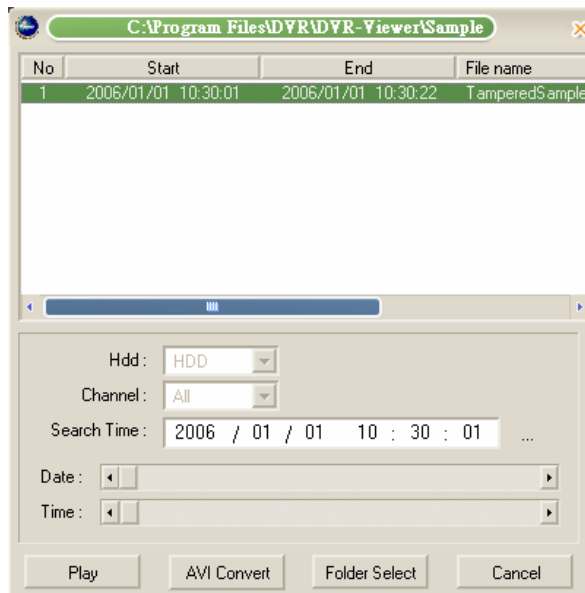 C:\Program Files\DVR\DVR-Viewer\Sample
No Start End File name
1 2006/01/01 10:30:01 2006/01/01 10:30:22 TamperedSample
Hdd : HDD
Channel : All
Search Time : 2006 / 01 / 01 10 : 30 : 01 ...
Date :
Time :
Play AVI Convert Folder Select Cancel